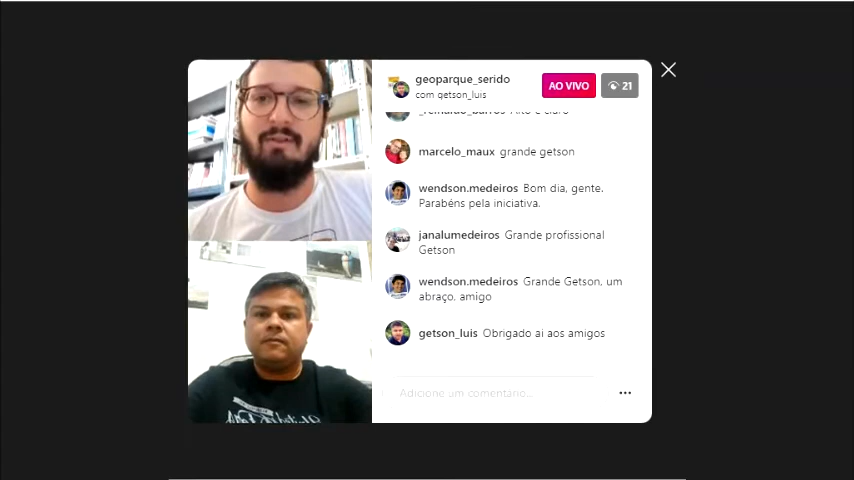 geoparque_serido
com getson_luis
AO VIVO
21
marcelo_maux grande getson
wendson.medeiros Bom dia, gente.
Parabéns pela iniciativa.
janalumedeiros Grande profissional
Getson
wendson.medeiros Grande Getson, um
abraço, amigo
getson_luis Obrigado ai aos amigos
Adicione um comentário...